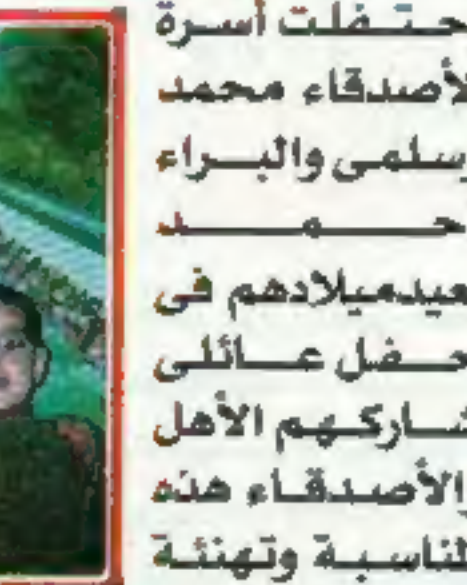 حتفلت أسرة
لأصدقاء محمد
سلمى والبراء
حمد
عيدميلادهم فى
حفل عائلى
شاركهم الأهل
الأصدقاء هذه
لناسبة وتهنئة